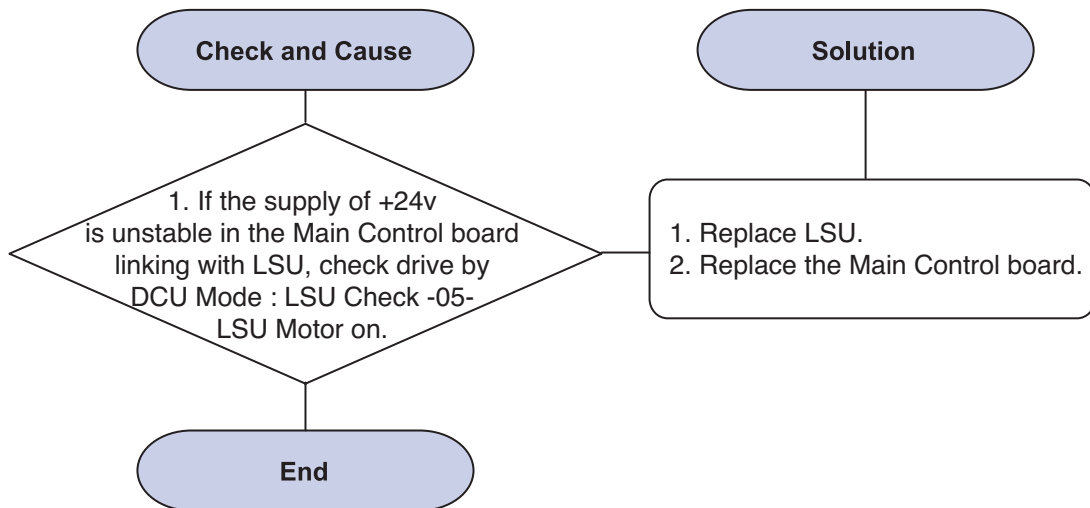 Check and Cause
1. If the supply of +24v
is unstable in the Main Control board
linking with LSU, check drive by
DCU Mode : LSU Check -05-
LSU Motor on.
End
Solution
1. Replace LSU.
2. Replace the Main Control board.